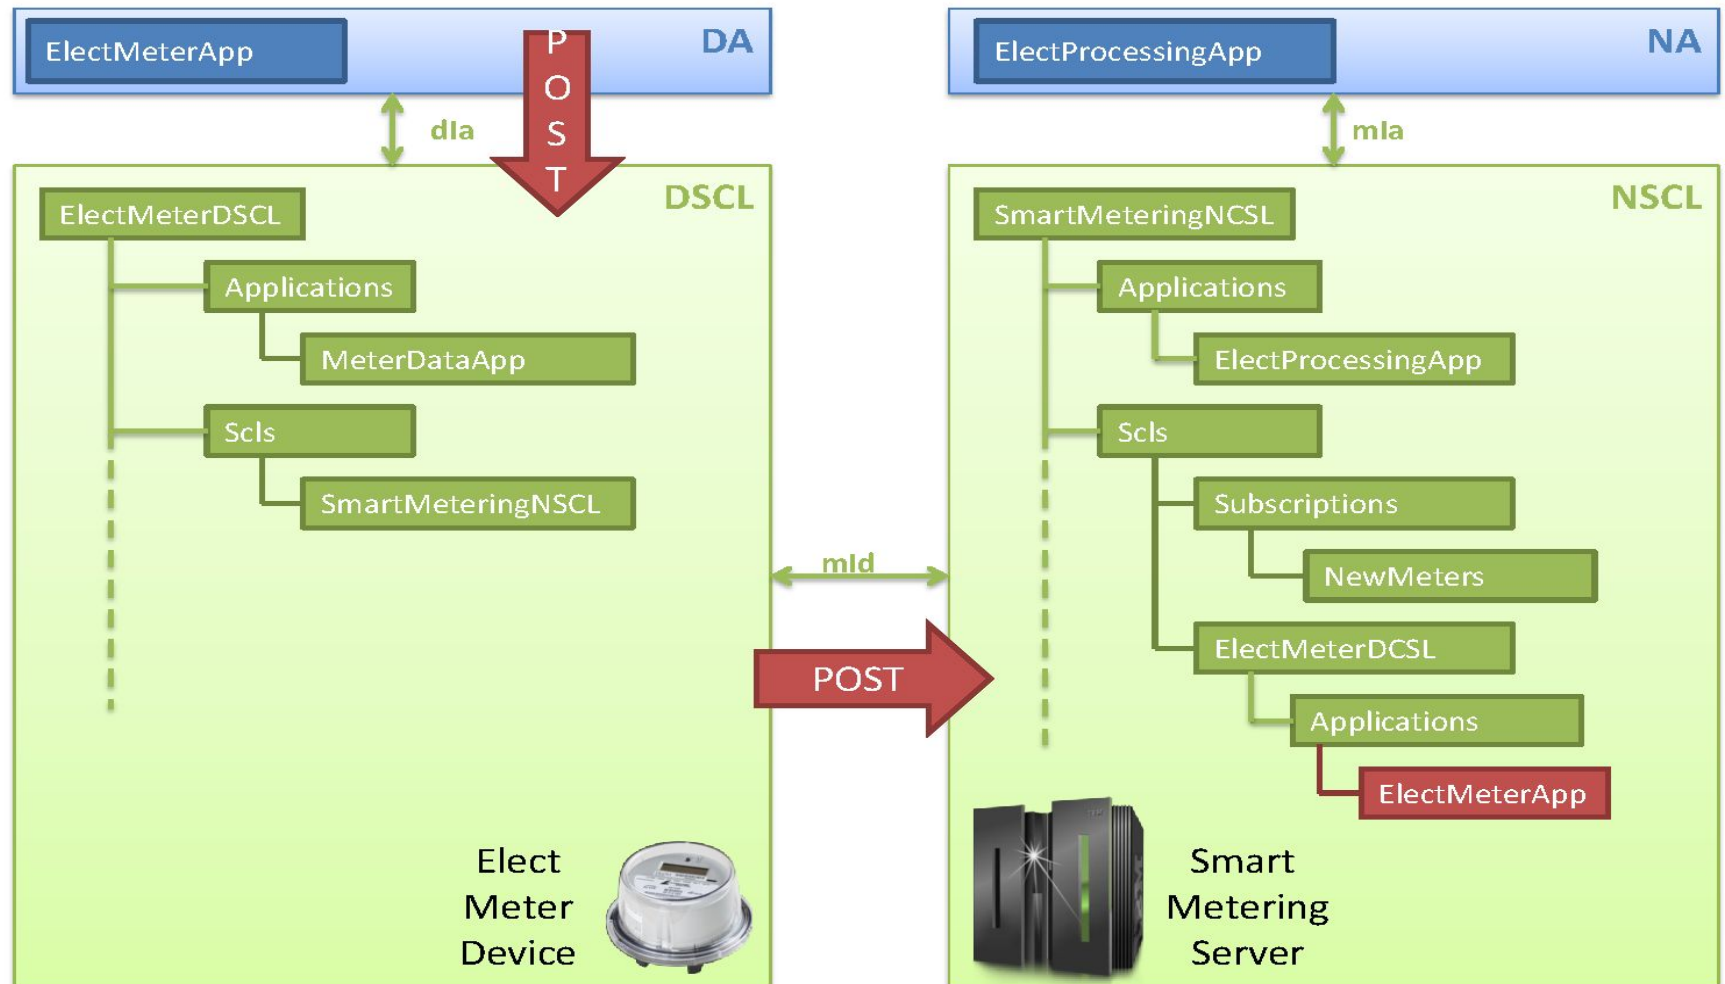 ElectMeterApp
DA
POST
dIa
DSCL
ElectMeterDSCL
Applications
MeterDataApp
Scls
SmartMeteringNSCL
Elect
Meter
Device
mId
POST
ElectProcessingApp
NA
mIa
NSCL
SmartMeteringNCSL
Applications
ElectProcessingApp
Scls
Subscriptions
NewMeters
ElectMeterDCSL
Applications
ElectMeterApp
Smart
Metering
Server